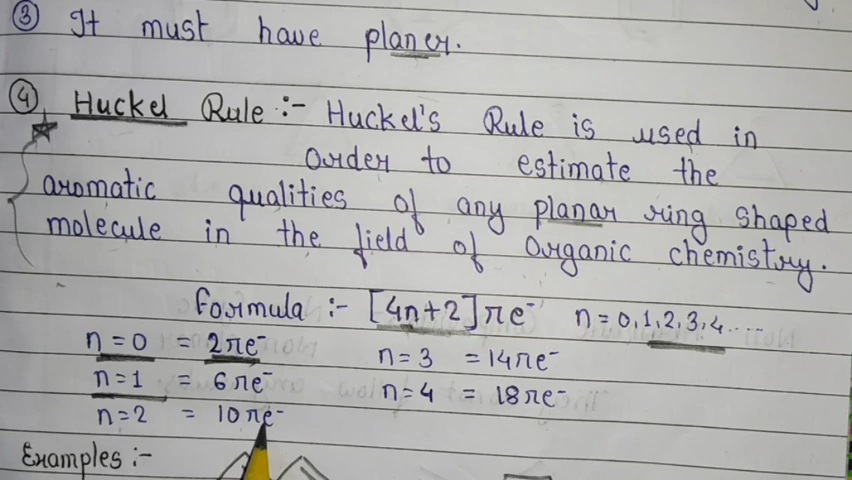 ③ It must have planer.
④ Huckel Rule :- Huckel's Rule is used in
order to estimate the
aromatic qualities of any planar ring shaped
molecule in the field of organic chemistry.
formula :- [4n+2]πe⁻ n = 0,1,2,3,4....
n = 0 = 2πe⁻ n = 3 = 14πe⁻
n = 1 = 6πe⁻ n = 4 = 18πe⁻
n = 2 = 10πe⁻
Examples :-